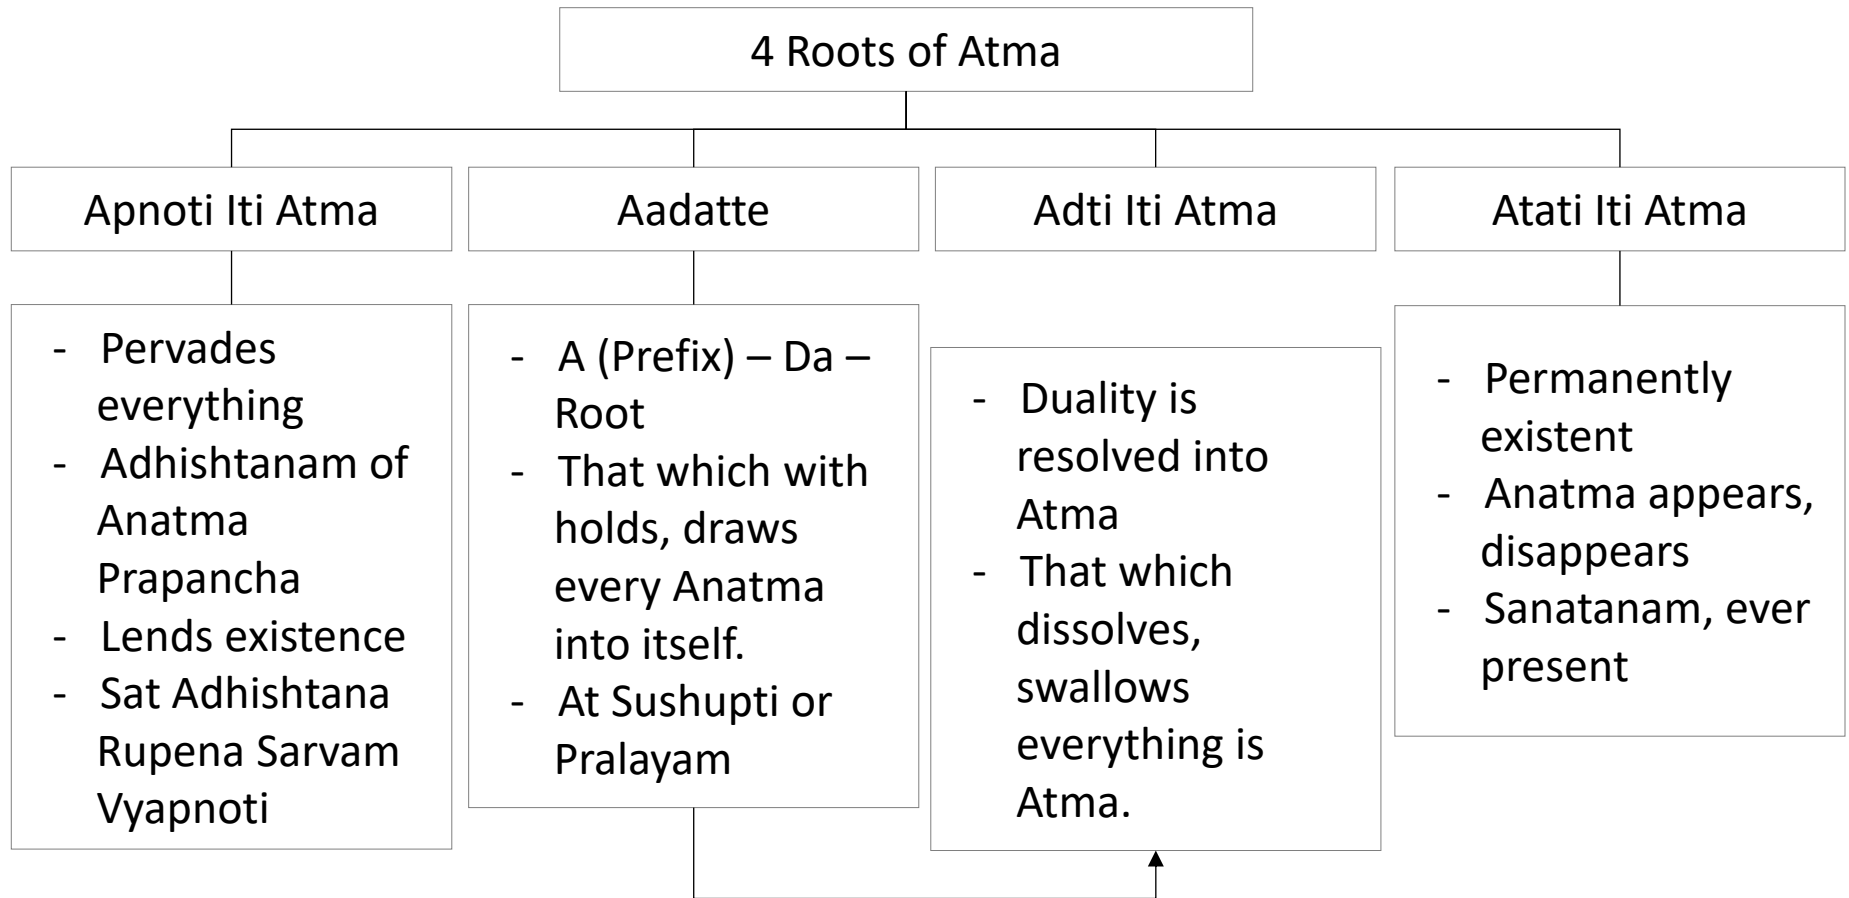 4 Roots of Atma
Apnoti Iti Atma
Aadatte
Adti Iti Atma
Atati Iti Atma
- Pervades
everything
- Adhishtanam of
Anatma
Prapancha
- Lends existence
- Sat Adhishtana
Rupena Sarvam
Vyapnoti
- A (Prefix) – Da –
Root
- That which with
holds, draws
every Anatma
into itself.
- At Sushupti or
Pralayam
- Duality is
resolved into
Atma
- That which
dissolves,
swallows
everything is
Atma.
- Permanently
existent
- Anatma appears,
disappears
- Sanatanam, ever
present